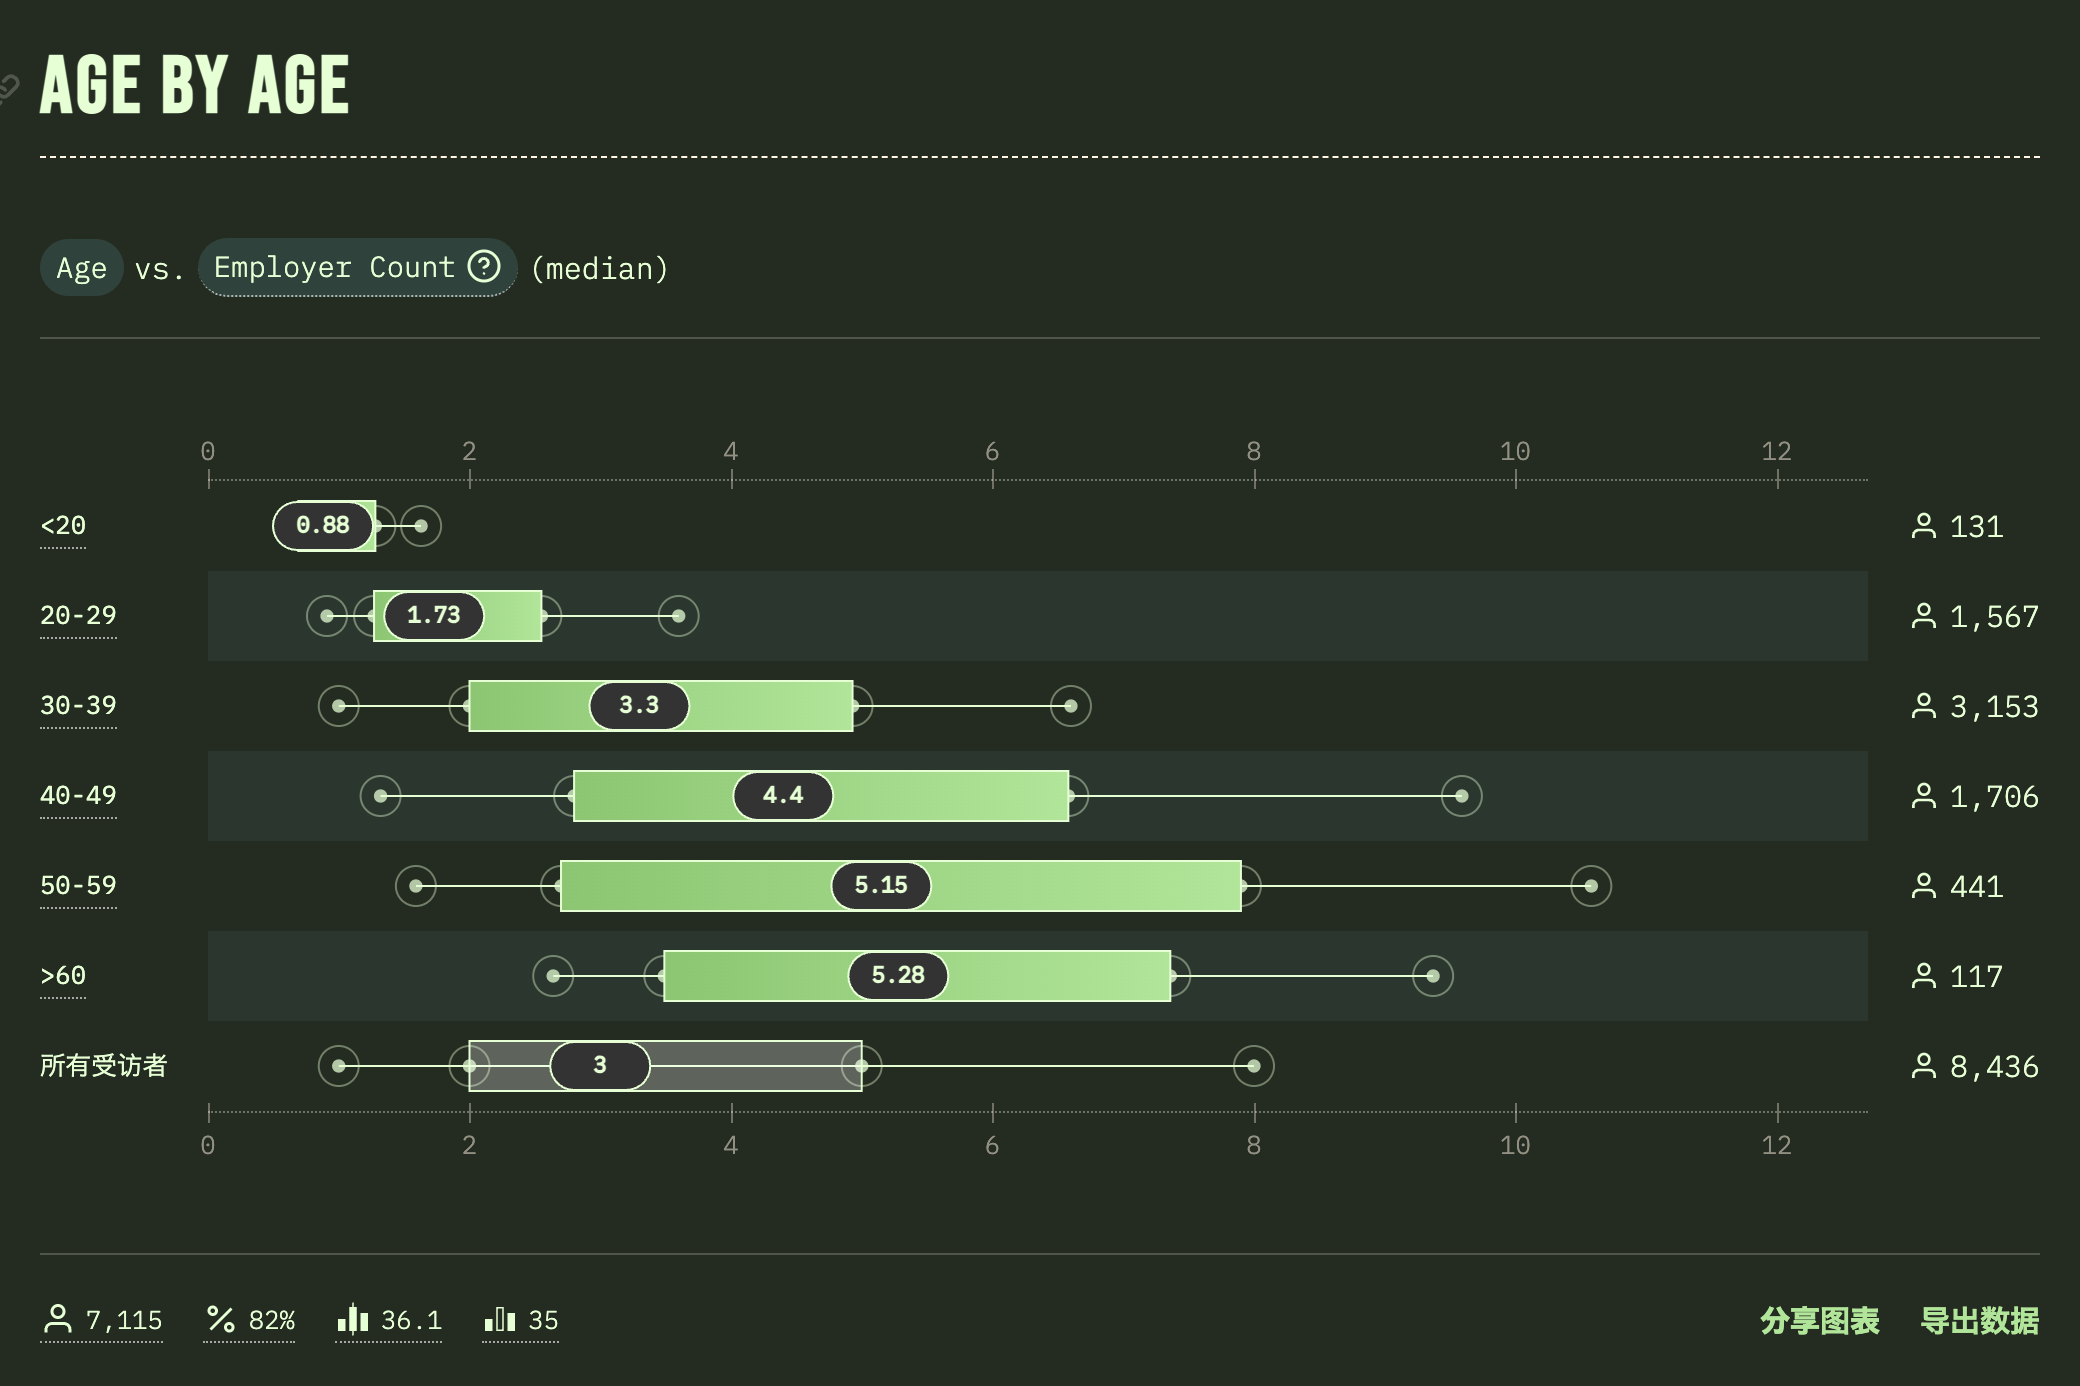 AGE BY AGE
Age vs. Employer Count ? (median)
0 2 4 6 8 10 12
<20 0.88 131
20-29 1.73 1,567
30-39 3.3 3,153
40-49 4.4 1,706
50-59 5.15 441
>60 5.28 117
所有受访者 3 8,436
0 2 4 6 8 10 12
7,115 82% 36.1 35 分享图表 导出数据